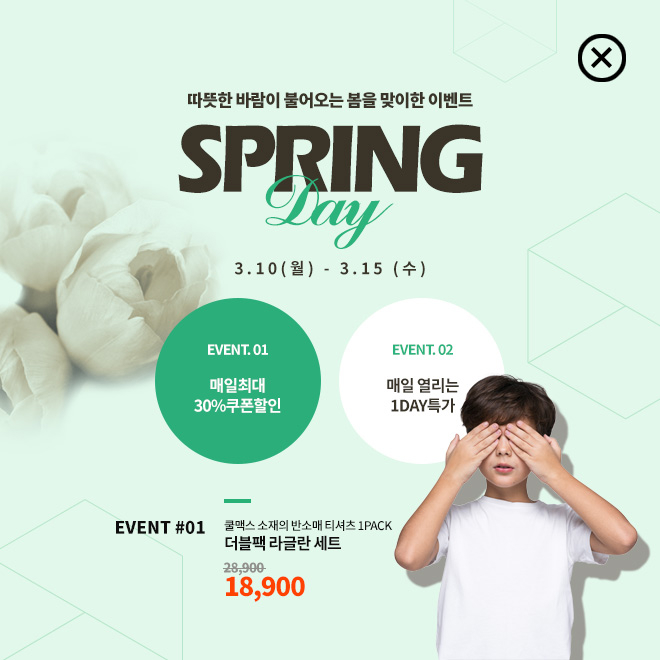 따뜻한 바람이 불어오는 봄을 맞이한 이벤트
SPRING
Day
3.10(월) - 3.15 (수)
EVENT. 01
매일최대
30%쿠폰할인
EVENT. 02
매일 열리는
1DAY특가
EVENT #01
쿨맥스 소재의 반소매 티셔츠 1PACK
더블팩 라글란 세트
28,900
18,900